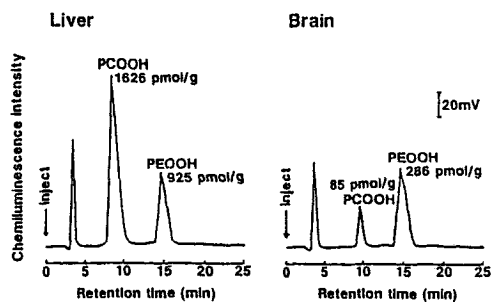 Liver
Chemiluminescence intensity
PCOOH
1626 pmol/g
PEOOH
925 pmol/g
inject
0 5 10 15 20 25
Retention time (min)
Brain
20mV
PEOOH
286 pmol/g
85 pmol/g
PCOOH
inject
0 5 10 15 20 25
Retention time (min)